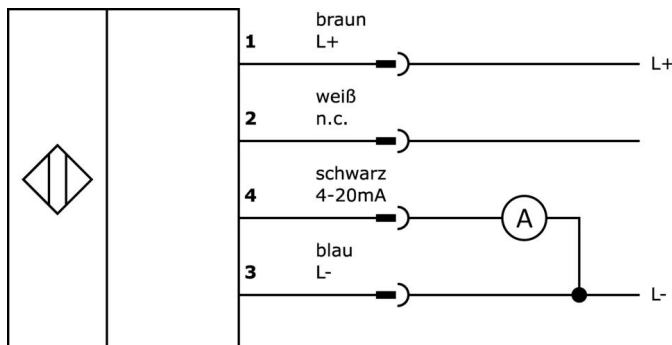 braun
1 L+
L+
weiß
2 n.c.
schwarz
4 4-20mA
A
blau
3 L-
L-